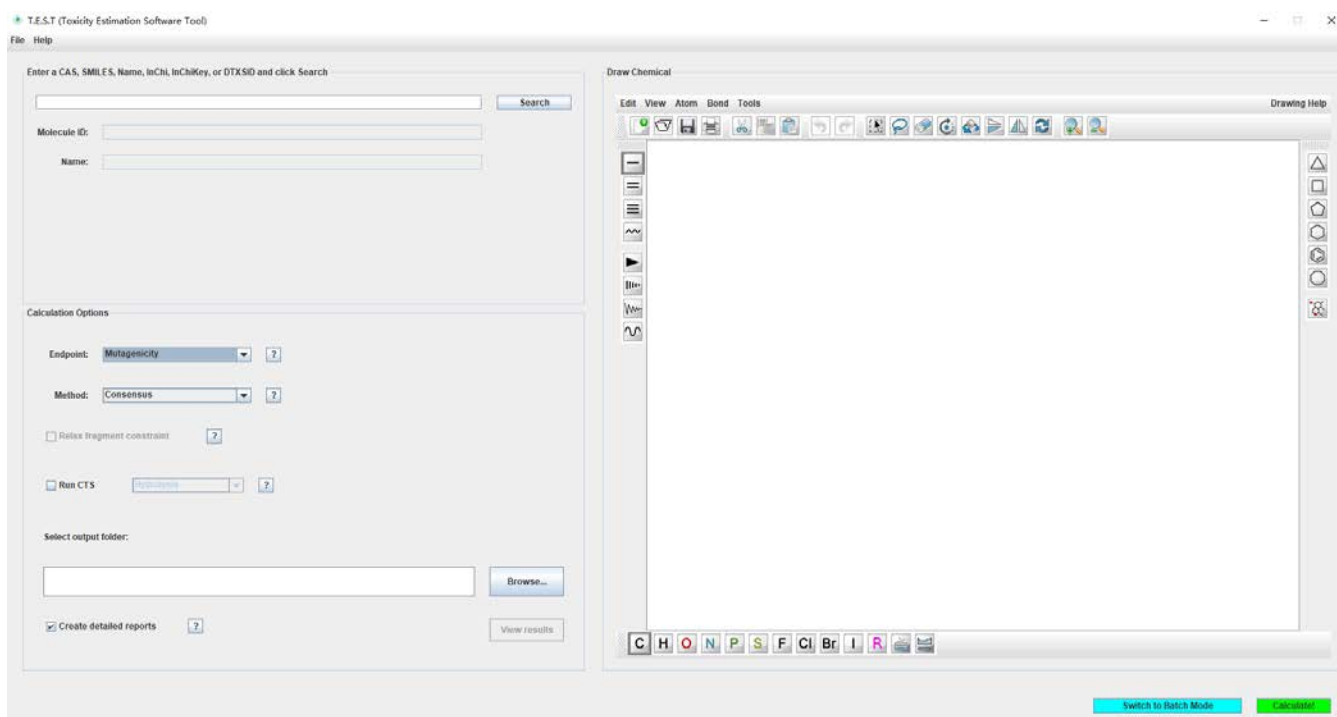 T.E.S.T (Toxicity Estimation Software Tool)
File Help
Enter a CAS, SMILES, Name, InChi, InChiKey, or DTXSID and click Search
Search
Molecule ID:
Name:
Calculation Options
Endpoint: Mutagenicity ?
Method: Consensus ?
Relax fragment constraint ?
Run CTS Hydrolysis ?
Select output folder:
Browse...
Create detailed reports ?
View results
Draw Chemical
Edit View Atom Bond Tools Drawing Help
C H O N P S F Cl Br I R
Switch to Batch Mode Calculate!